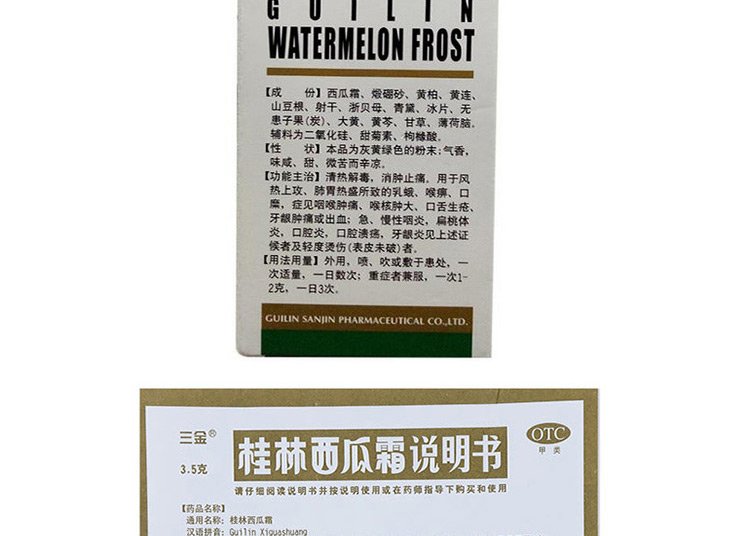 GUILIN
WATERMELON FROST
【成　份】西瓜霜、煅硼砂、黄柏、黄连、
山豆根、射干、浙贝母、青黛、冰片、无
患子果(炭)、大黄、黄芩、甘草、薄荷脑。
辅料为二氧化硅、甜菊素、枸橼酸。
【性　状】本品为灰黄绿色的粉末；气香，
味咸、甜、微苦而辛凉。
【功能主治】清热解毒，消肿止痛。用于风
热上攻、肺胃热盛所致的乳蛾、喉痹、口
糜，症见咽喉肿痛、喉核肿大、口舌生疮、
牙龈肿痛或出血；急、慢性咽炎，扁桃体
炎，口腔炎，口腔溃疡，牙龈炎见上述证
候者及轻度烫伤(表皮未破)者。
【用法用量】外用，喷、吹或敷于患处，一
次适量，一日数次；重症者兼服，一次1-
2克，一日3次。
GUILIN SANJIN PHARMACEUTICAL CO.,LTD.
三金®
桂林西瓜霜说明书
OTC
甲类
3.5克
请仔细阅读说明书并按说明使用或在药师指导下购买和使用
【药品名称】
通用名称：桂林西瓜霜
汉语拼音：Guilin Xiguashuang